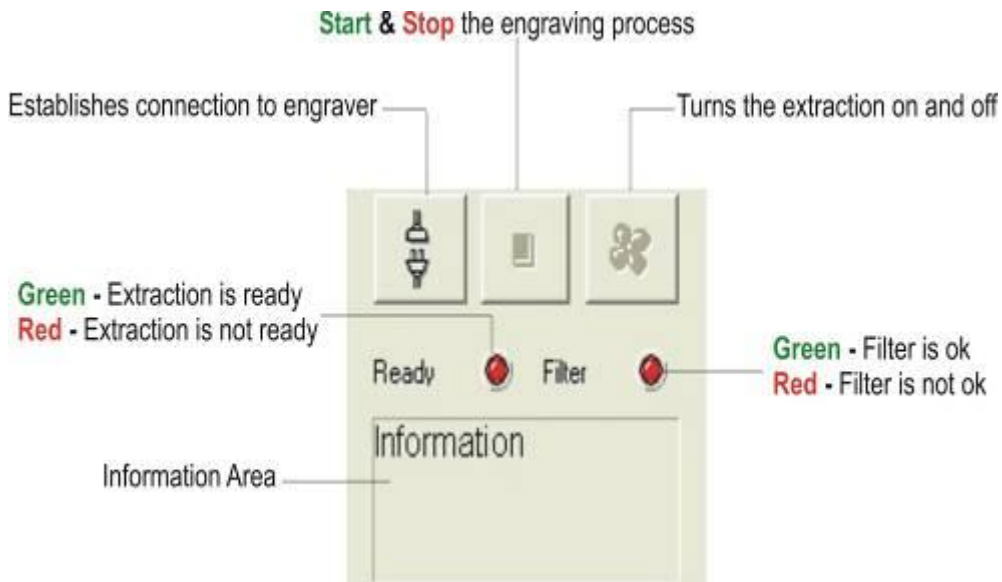 Start & Stop the engraving process
Establishes connection to engraver
Turns the extraction on and off
Green - Extraction is ready
Red - Extraction is not ready
Ready
Filter
Green - Filter is ok
Red - Filter is not ok
Information
Information Area